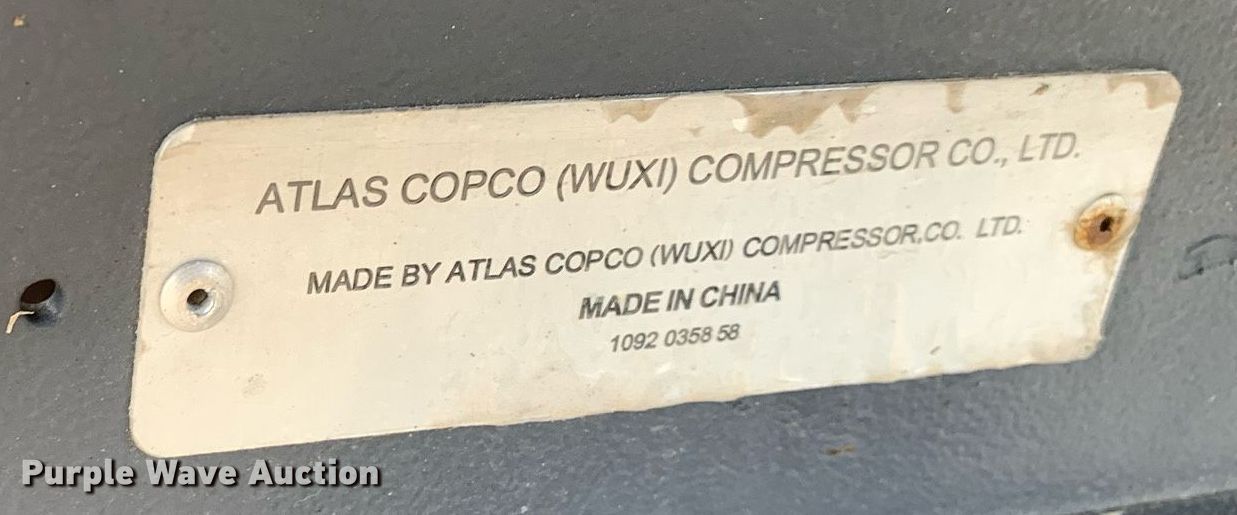 ATLAS COPCO (WUXI) COMPRESSOR CO., LTD.
MADE BY ATLAS COPCO (WUXI) COMPRESSOR,CO. LTD.
MADE IN CHINA
1092 0358 58
Purple Wave Auction